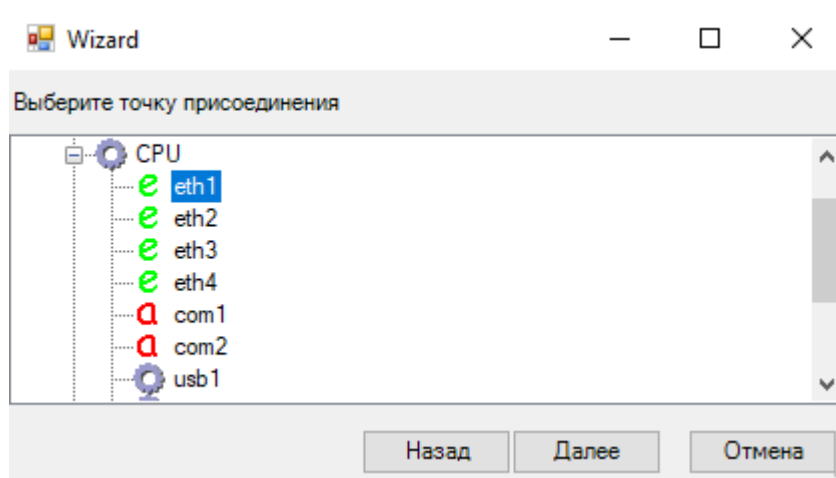 Wizard
Выберите точку присоединения
CPU
eth1
eth2
eth3
eth4
com1
com2
usb1
Назад Далее Отмена